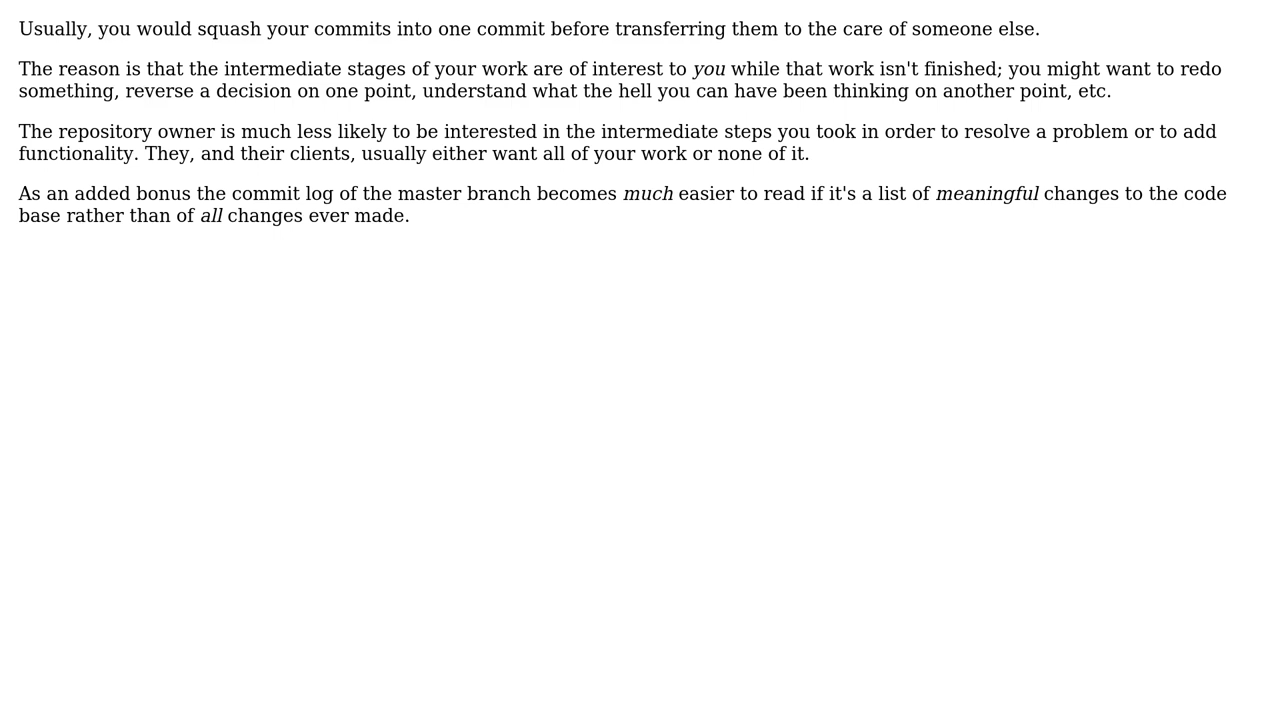 Usually, you would squash your commits into one commit before transferring them to the care of someone else.
The reason is that the intermediate stages of your work are of interest to you while that work isn't finished; you might want to redo
something, reverse a decision on one point, understand what the hell you can have been thinking on another point, etc.
The repository owner is much less likely to be interested in the intermediate steps you took in order to resolve a problem or to add
functionality. They, and their clients, usually either want all of your work or none of it.
As an added bonus the commit log of the master branch becomes much easier to read if it's a list of meaningful changes to the code
base rather than of all changes ever made.